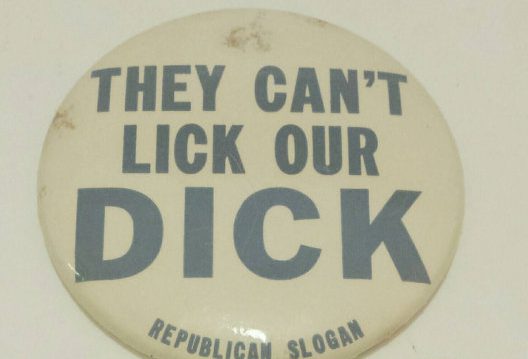 THEY CAN'T
LICK OUR
DICK
REPUBLICAN SLOGAN